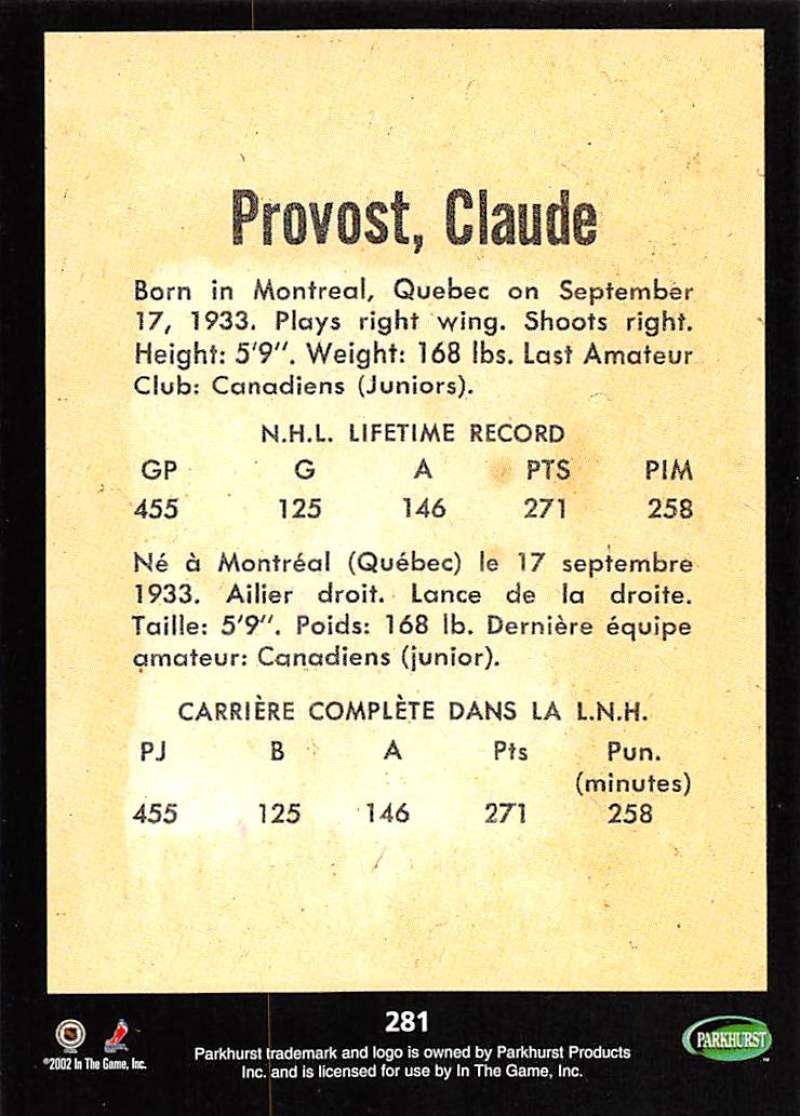 Provost, Claude
Born in Montreal, Quebec on September
17, 1933. Plays right wing. Shoots right.
Height: 5'9". Weight: 168 lbs. Last Amateur
Club: Canadiens (Juniors).
N.H.L. LIFETIME RECORD
GP G A PTS PIM
455 125 146 271 258
Né à Montréal (Québec) le 17 septembre
1933. Ailier droit. Lance de la droite.
Taille: 5'9". Poids: 168 lb. Dernière équipe
amateur: Canadiens (junior).
CARRIÈRE COMPLÈTE DANS LA L.N.H.
PJ B A Pts Pun.
(minutes)
455 125 146 271 258
281
©2002 In The Game, Inc.
Parkhurst trademark and logo is owned by Parkhurst Products
Inc. and is licensed for use by In The Game, Inc.
PARKHURST